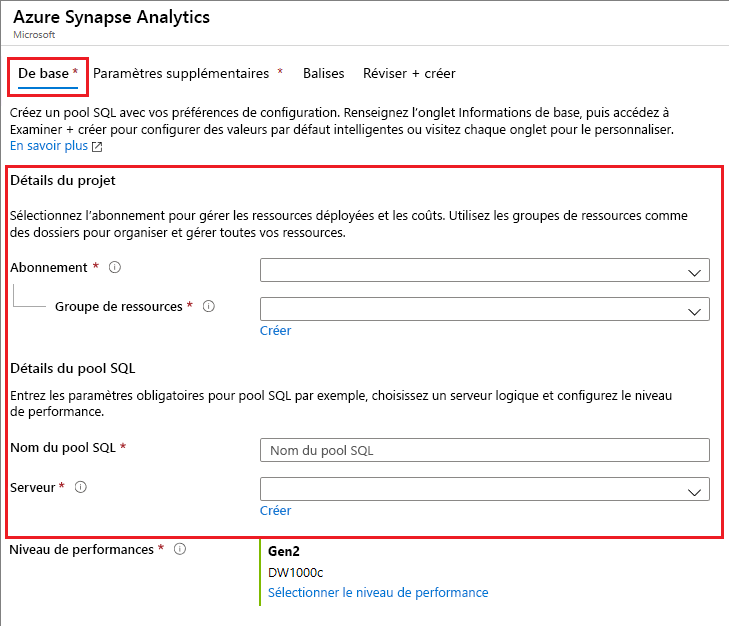 Azure Synapse Analytics
Microsoft
De base * Paramètres supplémentaires * Balises Réviser + créer
Créez un pool SQL avec vos préférences de configuration. Renseignez l'onglet Informations de base, puis accédez à
Examiner + créer pour configurer des valeurs par défaut intelligentes ou visitez chaque onglet pour le personnaliser.
En savoir plus
Détails du projet
Sélectionnez l'abonnement pour gérer les ressources déployées et les coûts. Utilisez les groupes de ressources comme
des dossiers pour organiser et gérer toutes vos ressources.
Abonnement *
Groupe de ressources *
Créer
Détails du pool SQL
Entrez les paramètres obligatoires pour pool SQL par exemple, choisissez un serveur logique et configurez le niveau
de performance.
Nom du pool SQL * Nom du pool SQL
Serveur *
Créer
Niveau de performances * Gen2
DW1000c
Sélectionner le niveau de performance